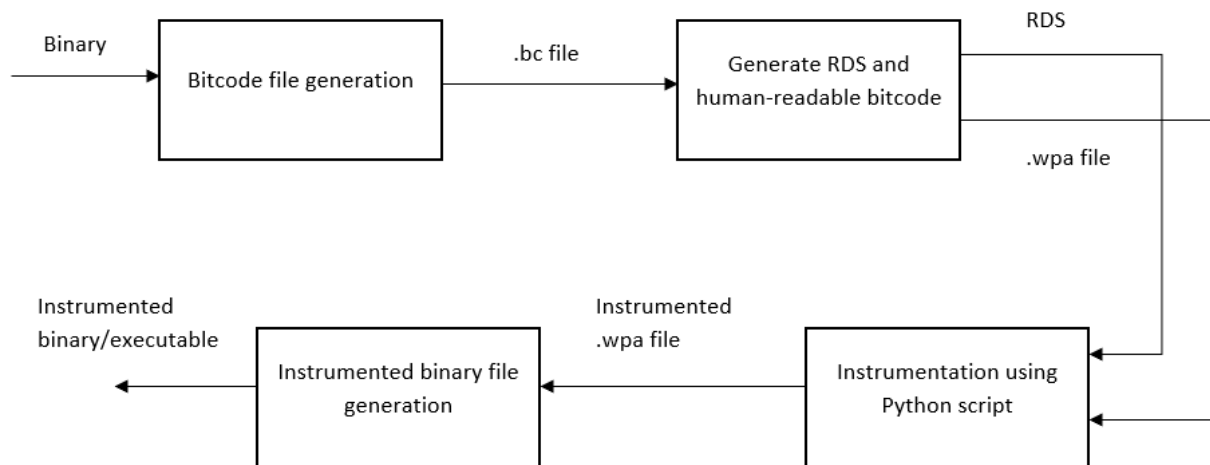 Binary
Bitcode file generation
.bc file
Generate RDS and
human-readable bitcode
RDS
.wpa file
Instrumented
binary/executable
Instrumented binary file
generation
Instrumented
.wpa file
Instrumentation using
Python script